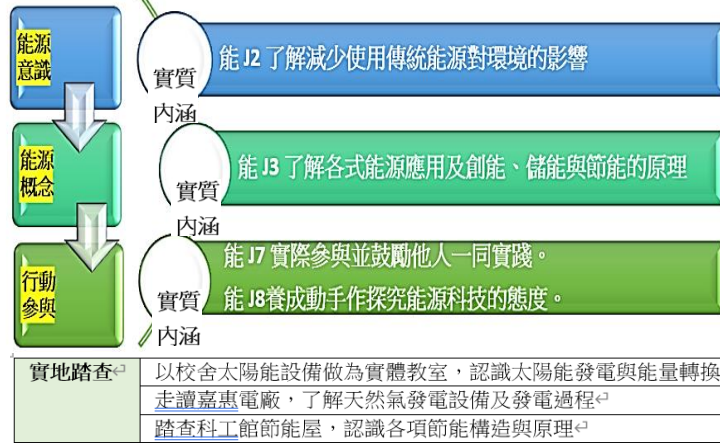 能源
意識
實質
內涵
能 J2 了解減少使用傳統能源對環境的影響
能源
概念
實質
內涵
能 J3 了解各式能源應用及創能、儲能與節能的原理
行動
參與
實質
內涵
能 J7 實際參與並鼓勵他人一同實踐。
能 J8養成動手作探究能源科技的態度。
實地踏查
以校舍太陽能設備做為實體教室，認識太陽能發電與能量轉換
走讀嘉惠電廠，了解天然氣發電設備及發電過程
踏查科工館節能屋，認識各項節能構造與原理